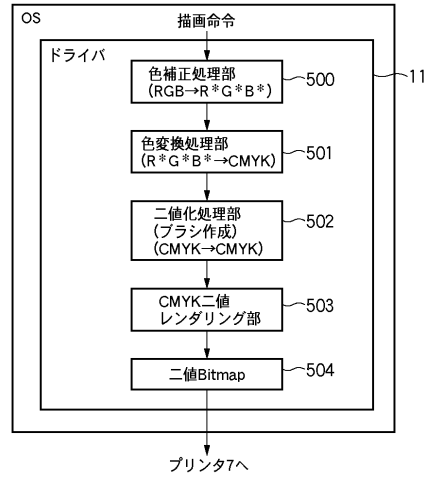 OS
描画命令
ドライバ
11
色補正処理部
(RGB→R*G*B*)
500
色変換処理部
(R*G*B*→CMYK)
501
二値化処理部
(ブラシ作成)
(CMYK→CMYK)
502
CMYK二値
レンダリング部
503
二値Bitmap
504
プリンタ7へ